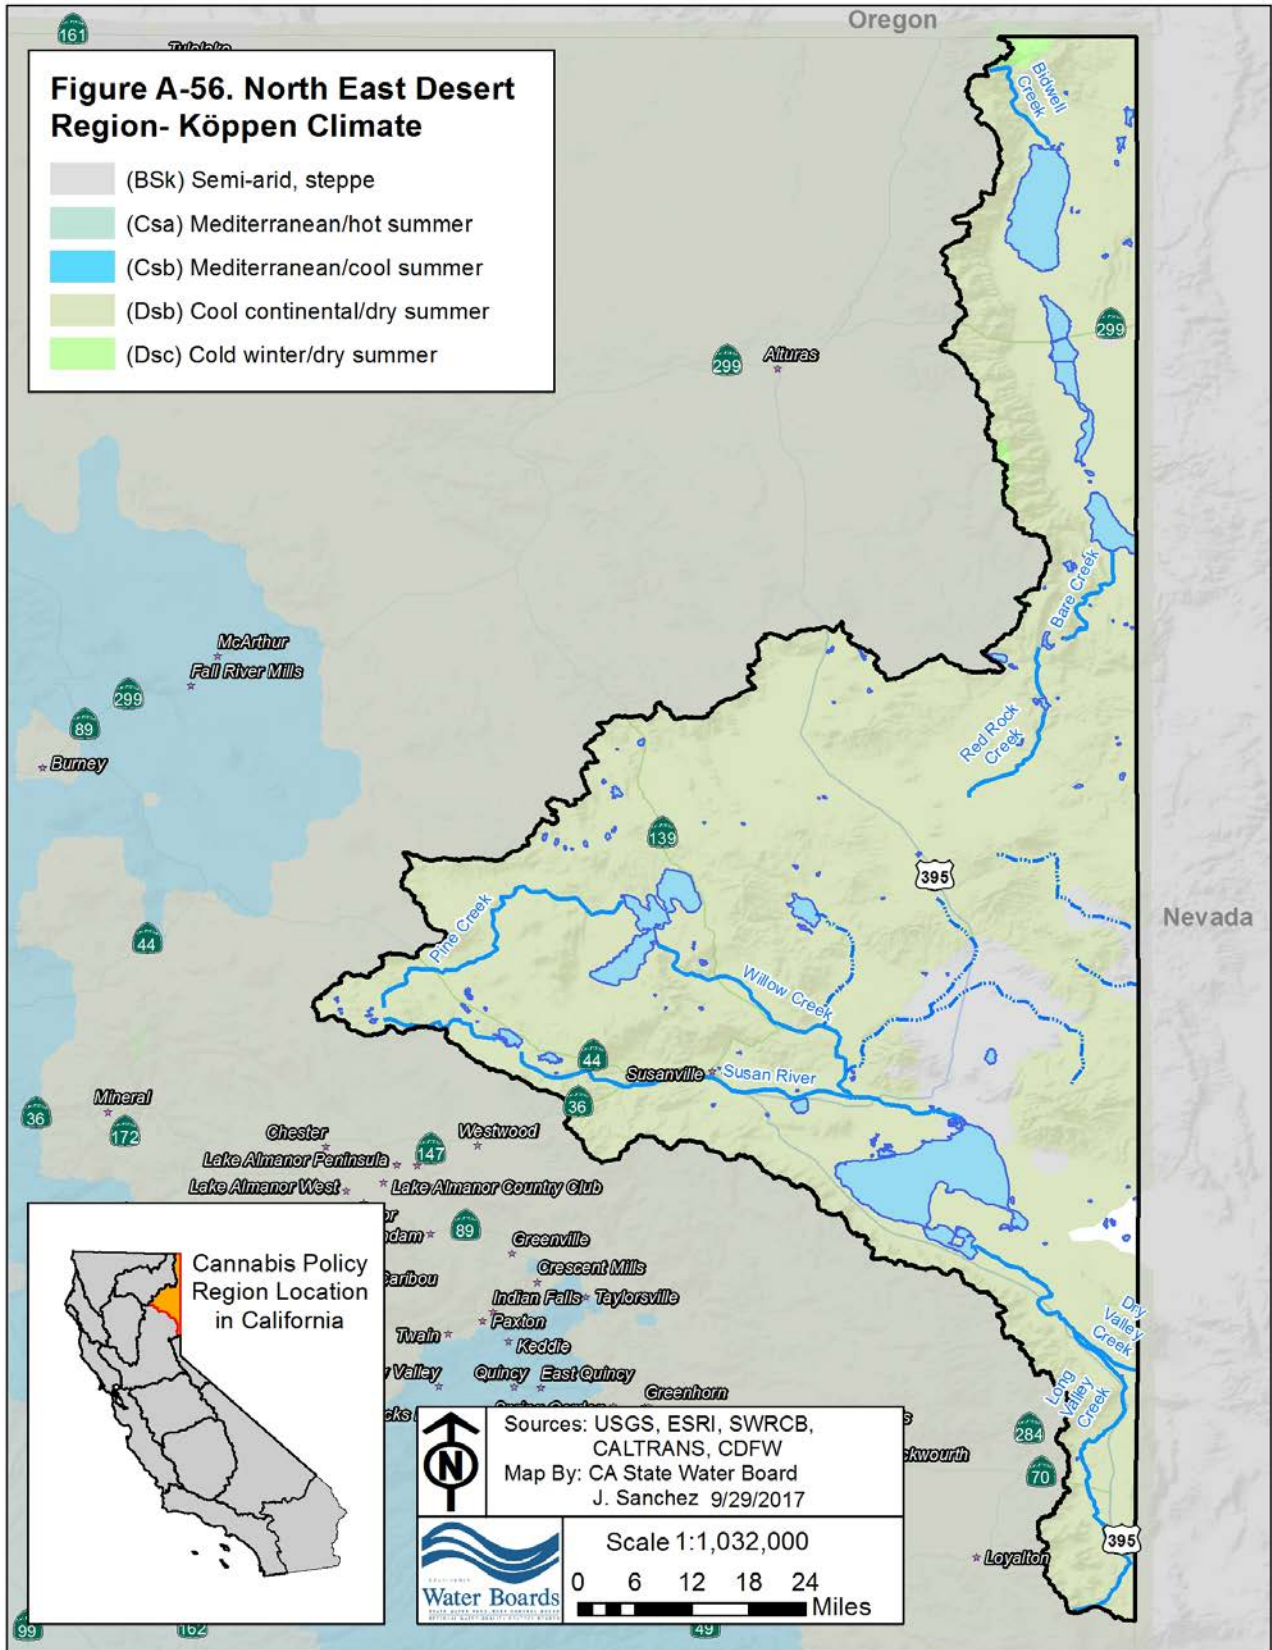 Oregon
161
Tulelake
Figure A-56. North East Desert
Region- Köppen Climate
(BSk) Semi-arid, steppe
(Csa) Mediterranean/hot summer
(Csb) Mediterranean/cool summer
(Dsb) Cool continental/dry summer
(Dsc) Cold winter/dry summer
Bidwell
Creek
299
299
Alturas
Bare Creek
McArthur
Fall River Mills
299
89
Burney
Red Rock
Creek
139
395
Nevada
Pine Creek
44
Willow Creek
44
Susanville
Susan River
36
Mineral
36
172
Chester
147
Westwood
Lake Almanor Peninsula
Lake Almanor West
Lake Almanor Country Club
or
ndam
89
Greenville
Caribou
Crescent Mills
Indian Falls
Taylorsville
Paxton
Twain
Keddie
y Valley
Quincy
East Quincy
Greenhorn
cks
Dry
Valley
Creek
Long
Valley
Creek
284
70
s
ckwourth
395
Loyalton
Cannabis Policy
Region Location
in California
N
Sources: USGS, ESRI, SWRCB,
CALTRANS, CDFW
Map By: CA State Water Board
J. Sanchez 9/29/2017
Water Boards
Scale 1:1,032,000
0 6 12 18 24
Miles
99
162
49